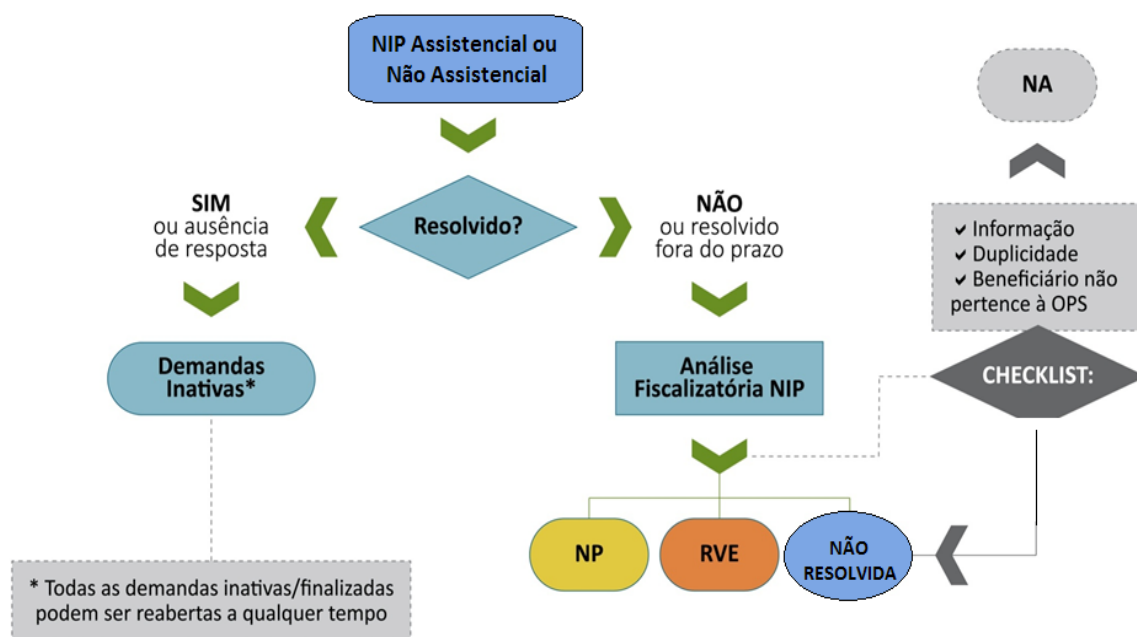 NIP Assistencial ou
Não Assistencial
NA
SIM
ou ausência
de resposta
Resolvido?
NÃO
ou resolvido
fora do prazo
✔ Informação
✔ Duplicidade
✔ Beneficiário não
pertence à OPS
CHECKLIST:
Demandas
Inativas*
Análise
Fiscalizatória NIP
NP
RVE
NÃO
RESOLVIDA
* Todas as demandas inativas/finalizadas
podem ser reabertas a qualquer tempo